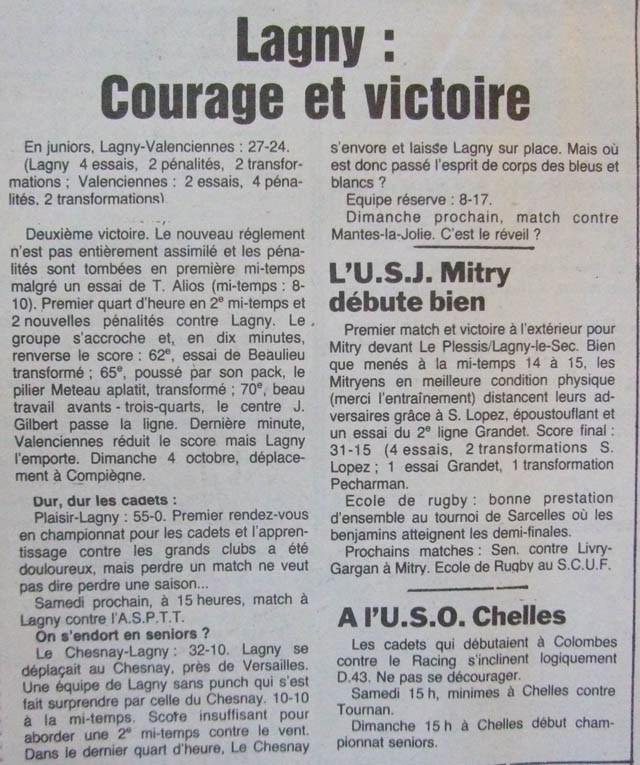 Lagny :
Courage et victoire
En juniors, Lagny-Valenciennes : 27-24.
(Lagny 4 essais, 2 pénalités, 2 transfor-
mations ; Valenciennes : 2 essais, 4 péna-
lités, 2 transformations)
Deuxième victoire. Le nouveau réglement
n'est pas entièrement assimilé et les péna-
lités sont tombées en première mi-temps
malgré un essai de T. Alios (mi-temps : 8-
10). Premier quart d'heure en 2e mi-temps et
2 nouvelles pénalités contre Lagny. Le
groupe s'accroche et, en dix minutes,
renverse le score : 62e, essai de Beaulieu
transformé ; 65e, poussé par son pack, le
pilier Meteau aplatit, transformé ; 70e, beau
travail avants - trois-quarts, le centre J.
Gilbert passe la ligne. Dernière minute,
Valenciennes réduit le score mais Lagny
l'emporte. Dimanche 4 octobre, déplace-
ment à Compiègne.
Dur, dur les cadets :
Plaisir-Lagny : 55-0. Premier rendez-vous
en championnat pour les cadets et l'appren-
tissage contre les grands clubs a été
douloureux, mais perdre un match ne veut
pas dire perdre une saison...
Samedi prochain, à 15 heures, match à
Lagny contre l'A.S.P.T.T.
On s'endort en seniors ?
Le Chesnay-Lagny : 32-10. Lagny se
déplaçait au Chesnay, près de Versailles.
Une équipe de Lagny sans punch qui s'est
fait surprendre par celle du Chesnay. 10-10
à la mi-temps. Score insuffisant pour
aborder une 2e mi-temps contre le vent.
Dans le dernier quart d'heure, Le Chesnay
s'envore et laisse Lagny sur place. Mais où
est donc passé l'esprit de corps des bleus et
blancs ?
Equipe réserve : 8-17.
Dimanche prochain, match contre
Mantes-la-Jolie. C'est le réveil ?
L'U.S.J. Mitry
débute bien
Premier match et victoire à l'extérieur pour
Mitry devant Le Plessis/Lagny-le-Sec. Bien
que menés à la mi-temps 14 à 15, les
Mitryens en meilleure condition physique
(merci l'entraînement) distancent leurs ad-
versaires grâce à S. Lopez, époustouflant et
un essai du 2e ligne Grandet. Score final :
31-15 (4 essais, 2 transformations S.
Lopez ; 1 essai Grandet, 1 transformation
Pecharman.
Ecole de rugby : bonne prestation
d'ensemble au tournoi de Sarcelles où les
benjamins atteignent les demi-finales.
Prochains matches : Sen. contre Livry-
Gargan à Mitry. Ecole de Rugby au S.C.U.F.
A l'U.S.O. Chelles
Les cadets qui débutaient à Colombes
contre le Racing s'inclinent logiquement
D.43. Ne pas se décourager.
Samedi 15 h, minimes à Chelles contre
Tournan.
Dimanche 15 h à Chelles début cham-
pionnat seniors.